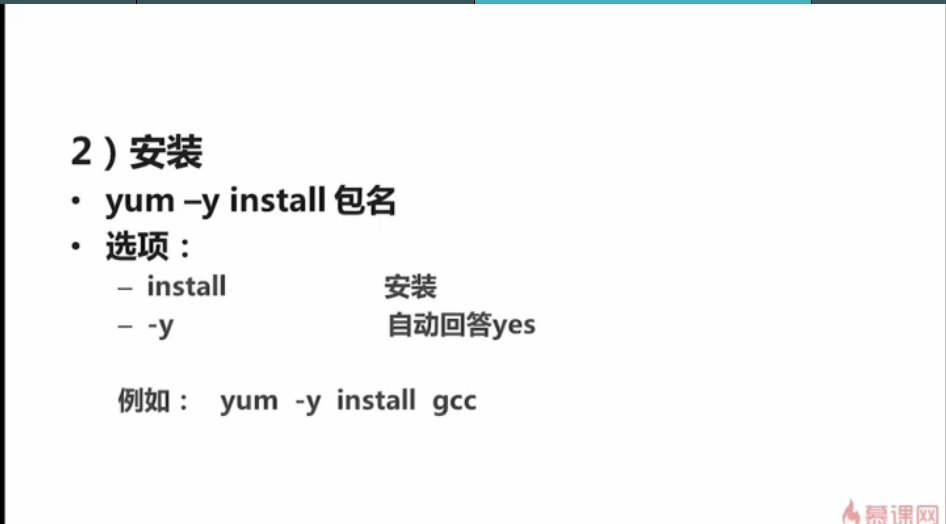 2）安装
• yum –y install 包名
• 选项：
– install 安装
– -y 自动回答yes
例如： yum -y install gcc
慕课网